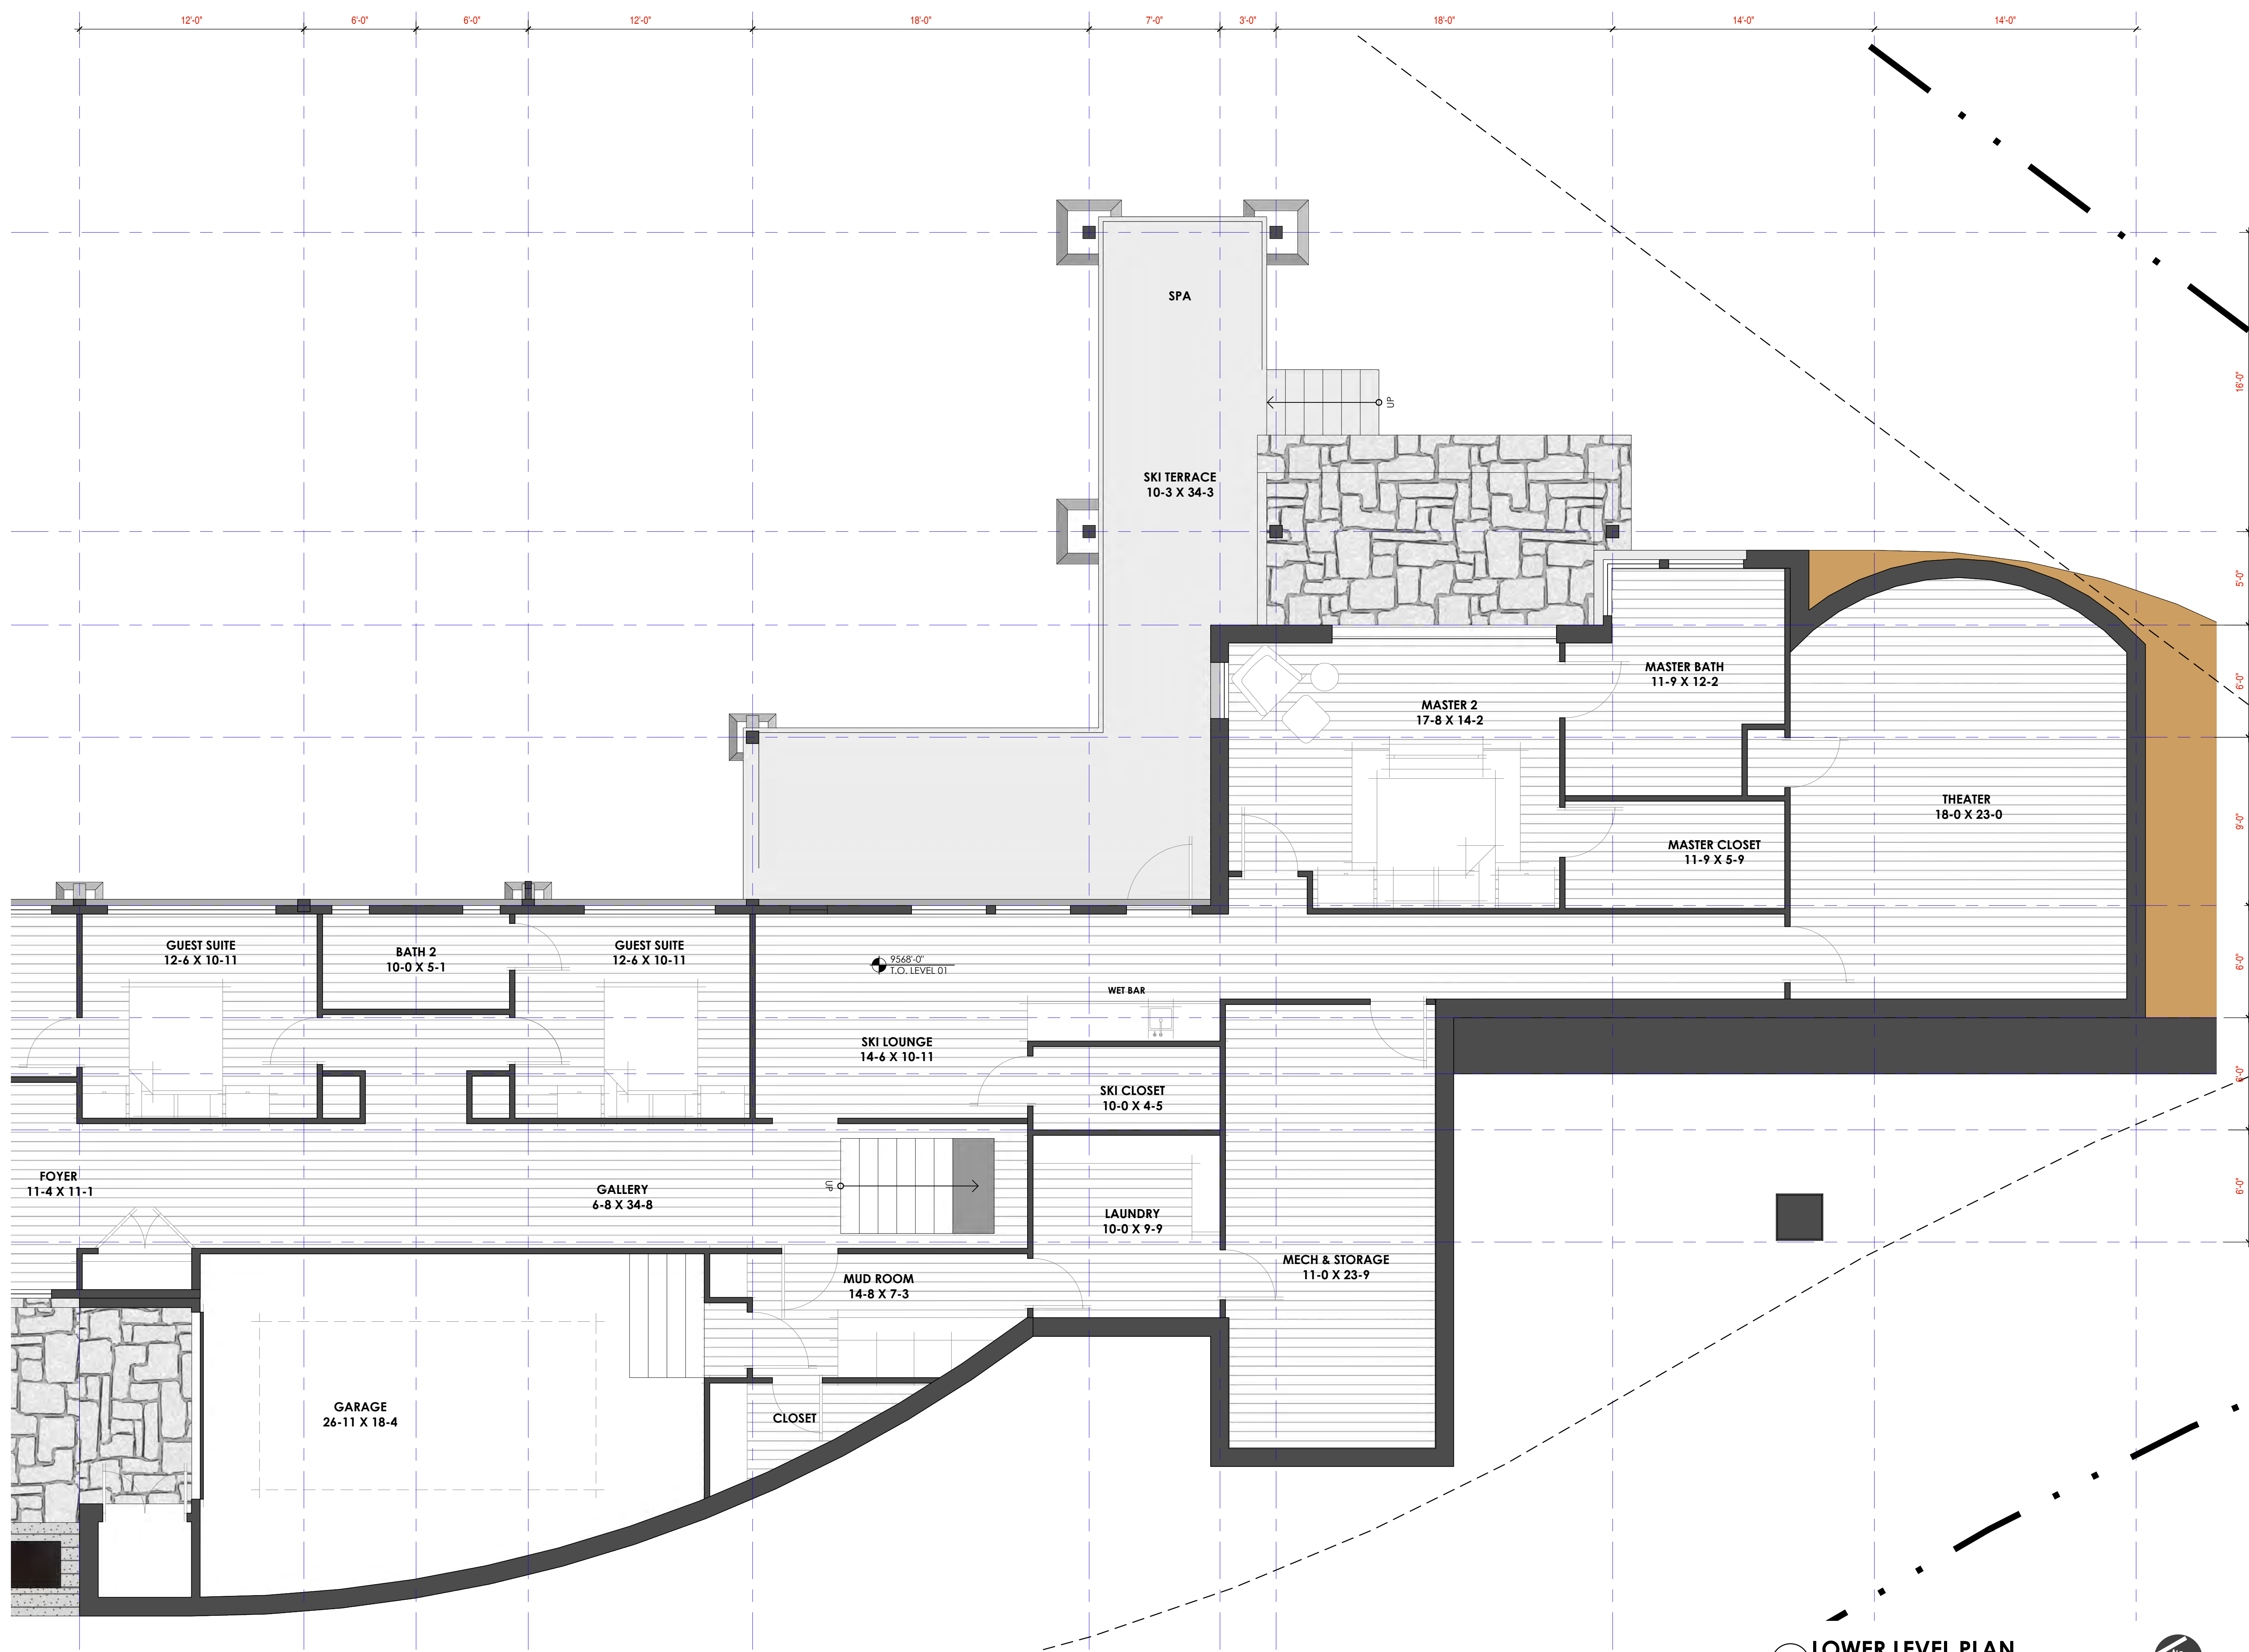 12'-0"
6'-0"
6'-0"
12'-0"
18'-0"
7'-0"
3'-0"
18'-0"
14'-0"
14'-0"
SPA
16'-0"
UP
SKI TERRACE
10-3 X 34-3
5'-0"
MASTER BATH
11-9 X 12-2
6'-0"
MASTER 2
17-8 X 14-2
THEATER
18-0 X 23-0
9'-0"
MASTER CLOSET
11-9 X 5-9
GUEST SUITE
12-6 X 10-11
BATH 2
10-0 X 5-1
GUEST SUITE
12-6 X 10-11
9568'-0"
T.O. LEVEL 01
6'-0"
WET BAR
SKI LOUNGE
14-6 X 10-11
SKI CLOSET
10-0 X 4-5
FOYER
11-4 X 11-1
GALLERY
6-8 X 34-8
UP
6'-0"
LAUNDRY
10-0 X 9-9
MECH & STORAGE
11-0 X 23-9
MUD ROOM
14-8 X 7-3
GARAGE
26-11 X 18-4
CLOSET
LOWER LEVEL PLAN